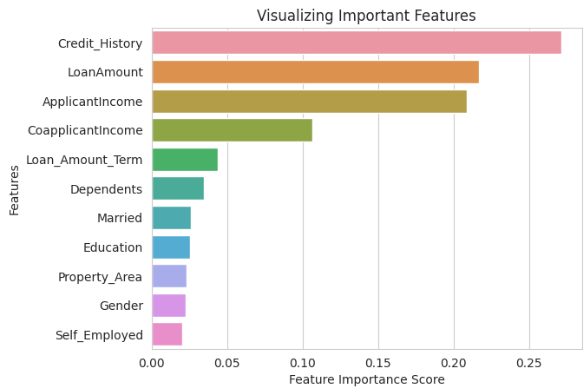 Visualizing Important Features
Credit_History
LoanAmount
ApplicantIncome
CoapplicantIncome
Loan_Amount_Term
Dependents
Married
Education
Property_Area
Gender
Self_Employed
Features
0.00 0.05 0.10 0.15 0.20 0.25
Feature Importance Score